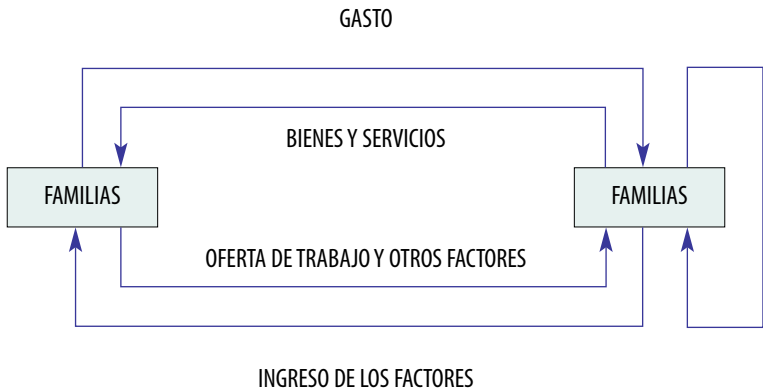 GASTO
BIENES Y SERVICIOS
FAMILIAS
FAMILIAS
OFERTA DE TRABAJO Y OTROS FACTORES
INGRESO DE LOS FACTORES